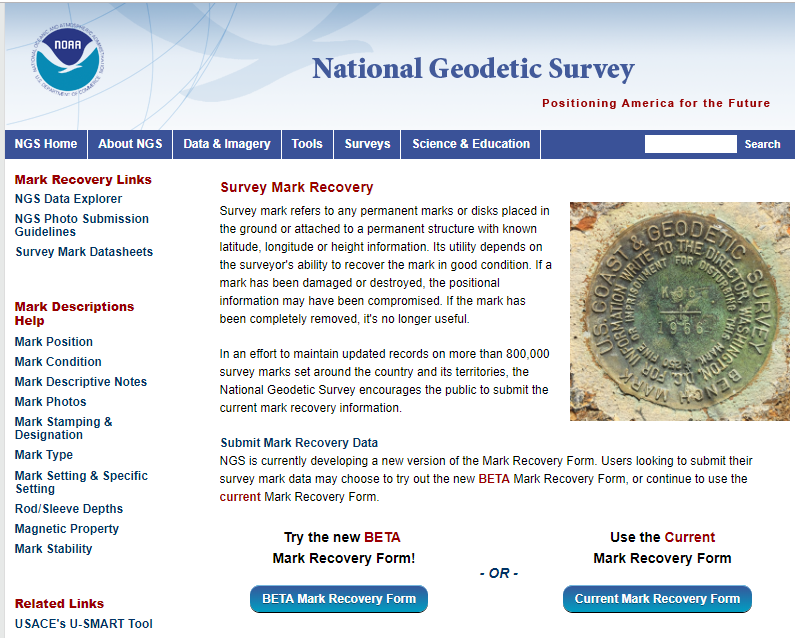 NATIONAL OCEANIC AND ATMOSPHERIC ADMINISTRATION
NOAA
U.S. DEPARTMENT OF COMMERCE
National Geodetic Survey
Positioning America for the Future
NGS Home About NGS Data & Imagery Tools Surveys Science & Education Search
Mark Recovery Links
NGS Data Explorer
NGS Photo Submission
Guidelines
Survey Mark Datasheets
Mark Descriptions
Help
Mark Position
Mark Condition
Mark Descriptive Notes
Mark Photos
Mark Stamping &
Designation
Mark Type
Mark Setting & Specific
Setting
Rod/Sleeve Depths
Magnetic Property
Mark Stability
Related Links
USACE's U-SMART Tool
Survey Mark Recovery
Survey mark refers to any permanent marks or disks placed in
the ground or attached to a permanent structure with known
latitude, longitude or height information. Its utility depends on
the surveyor's ability to recover the mark in good condition. If a
mark has been damaged or destroyed, the positional
information may have been compromised. If the mark has
been completely removed, it's no longer useful.
In an effort to maintain updated records on more than 800,000
survey marks set around the country and its territories, the
National Geodetic Survey encourages the public to submit the
current mark recovery information.
U S COAST & GEODETIC SURVEY
BENCH MARK
FOR INFORMATION WRITE TO THE DIRECTOR, WASHINGTON, D.C.
1966
Submit Mark Recovery Data
NGS is currently developing a new version of the Mark Recovery Form. Users looking to submit their
survey mark data may choose to try out the new BETA Mark Recovery Form, or continue to use the
current Mark Recovery Form.
Try the new BETA
Mark Recovery Form!
BETA Mark Recovery Form
- OR -
Use the Current
Mark Recovery Form
Current Mark Recovery Form